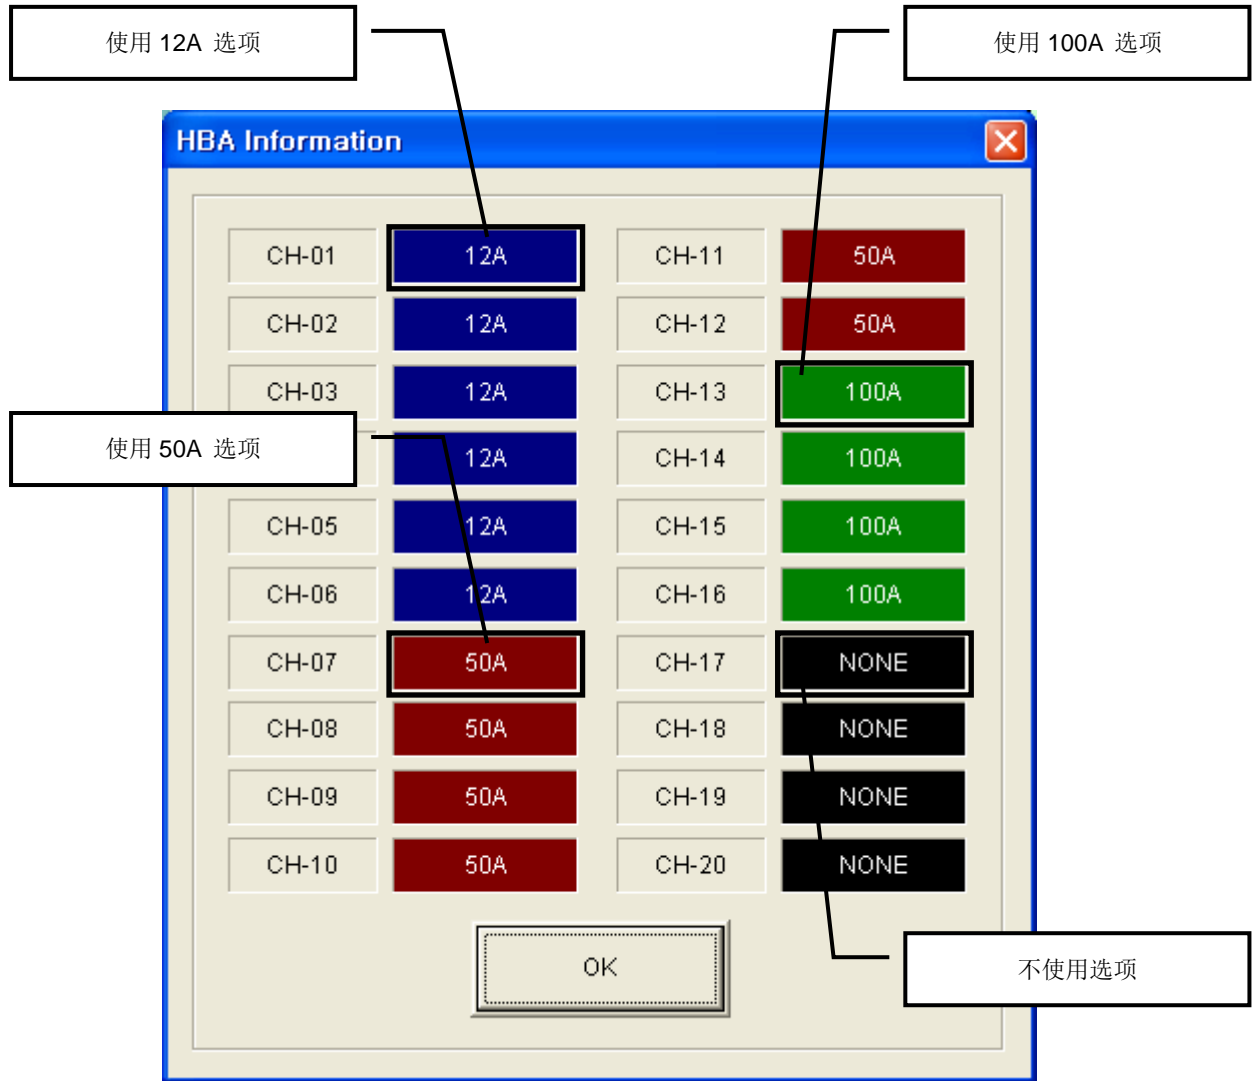 使用 12A 选项
使用 100A 选项
HBA Information
CH-01 12A CH-11 50A
CH-02 12A CH-12 50A
CH-03 12A CH-13 100A
使用 50A 选项
12A CH-14 100A
CH-05 12A CH-15 100A
CH-06 12A CH-16 100A
CH-07 50A CH-17 NONE
CH-08 50A CH-18 NONE
CH-09 50A CH-19 NONE
CH-10 50A CH-20 NONE
OK
不使用选项